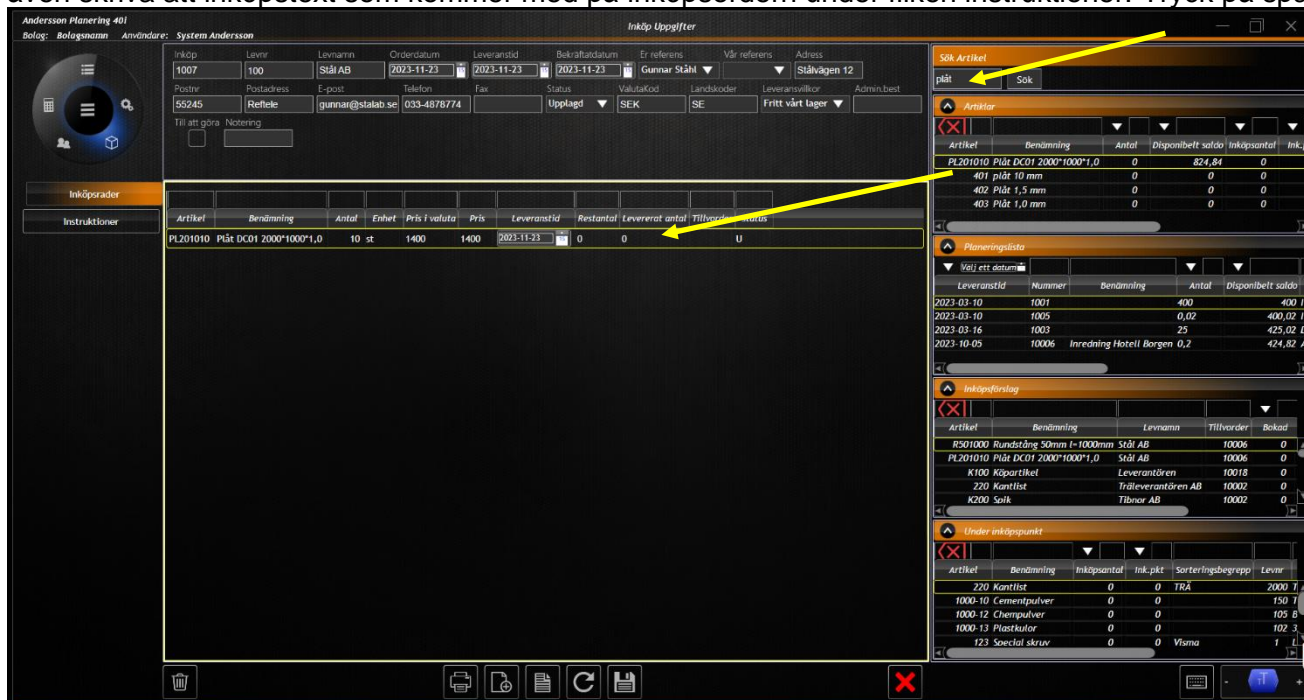 även skriva att inköpstext som kommer med på inköpsordern under fliken instruktioner. Tryck på spa
Andersson Planering 40i
Inköp Uppgifter
Bolag: Bolagsnamn Användare: System Andersson
Inköp Levnr Levnamn Orderdatum Leveranstid Bekräftatdatum Er referens Vår referens Adress
1007 100 Stål AB 2023-11-23 2023-11-23 2023-11-23 Gunnar Ståhl Stålvägen 12
Postnr Postadress E-post Telefon Fax Status ValutaKod Landskoder Leveransvillkor Admin.best
55245 Reftele gunnar@stalab.se 033-4878774 Upplagd SEK SE Fritt vårt lager
Till att göra Notering
Inköpsrader
Instruktioner
Artikel Benämning Antal Enhet Pris i valuta Pris Leveranstid Restantal Levererat antal Tillvorder Status
PL201010 Plåt DC01 2000*1000*1,0 10 st 1400 1400 2023-11-23 0 0 U
Sök Artikel
plåt Sök
Artiklar
Artikel Benämning Antal Disponibelt saldo Inköpsantal Ink.
PL201010 Plåt DC01 2000*1000*1,0 0 824,84 0
401 plåt 10 mm 0 0 0
402 Plåt 1,5 mm 0 0 0
403 Plåt 1,0 mm 0 0 0
Planeringslista
Välj ett datum
Leveranstid Nummer Benämning Antal Disponibelt saldo
2023-03-10 1001 400 400
2023-03-10 1005 0,02 400,02
2023-03-16 1003 25 425,02
2023-10-05 10006 Inredning Hotell Borgen 0,2 424,82
Inköpsförslag
Artikel Benämning Levnamn Tillvorder Bokad
R501000 Rundstång 50mm l=1000mm Stål AB 10006 0
PL201010 Plåt DC01 2000*1000*1,0 Stål AB 10006 0
K100 Köpartikel Leverantören 10018 0
220 Kantlist Träleverantören AB 10002 0
K200 Spik Tibnor AB 10002 0
Under inköpspunkt
Artikel Benämning Inköpsantal Ink.pkt Sorteringsbegrepp Levnr
220 Kantlist 0 0 TRÄ 2000 T
1000-10 Cementpulver 0 0 150 T
1000-12 Chempulver 0 0 105 B
1000-13 Plastkulor 0 0 102 3
123 Special skruv 0 0 Visma 1 L
- T +